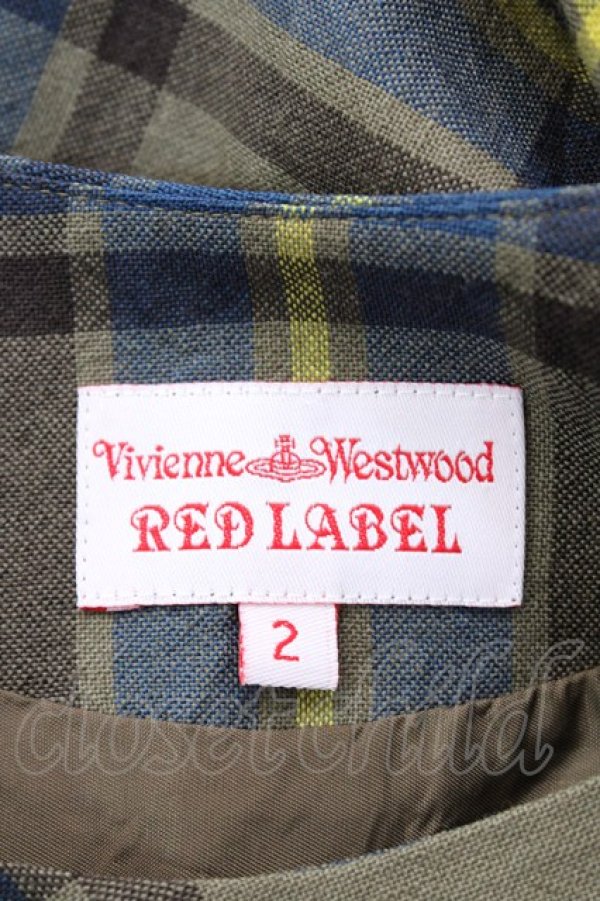 Vivienne Westwood
RED LABEL
2
closet child